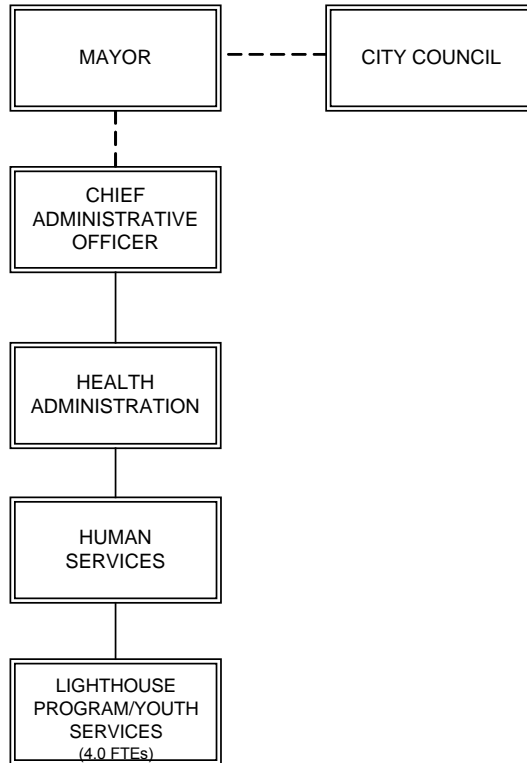 MAYOR
CITY COUNCIL
CHIEF
ADMINISTRATIVE
OFFICER
HEALTH
ADMINISTRATION
HUMAN
SERVICES
LIGHTHOUSE
PROGRAM/YOUTH
SERVICES
(4.0 FTEs)